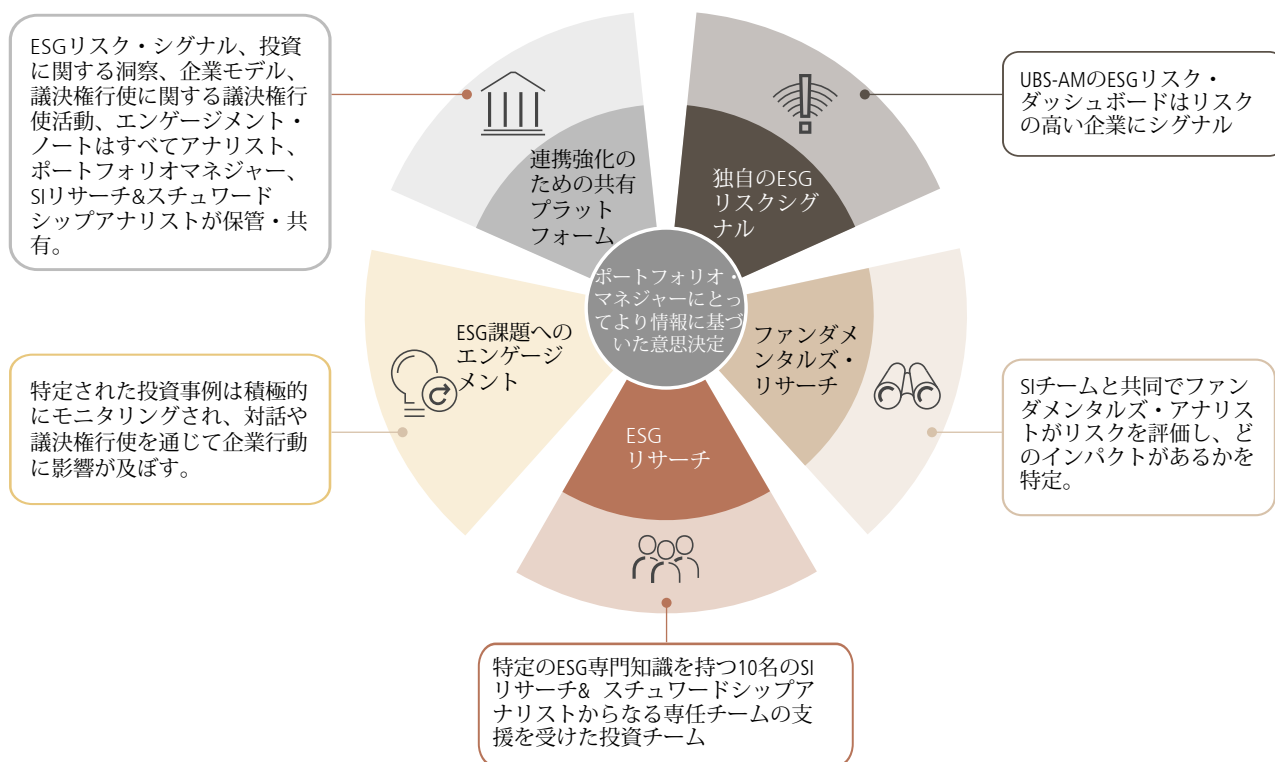 ESGリスク・シグナル、投資
に関する洞察、企業モデル、
議決権行使に関する議決権行
使活動、エンゲージメント・
ノートはすべてアナリスト、
ポートフォリオマネジャー、
SIリサーチ&スチュワード
シップアナリストが保管・共
有。
連携強化の
ための共有
プラット
フォーム
独自のESG
リスクシグ
ナル
UBS-AMのESGリスク・
ダッシュボードはリスク
の高い企業にシグナル
ポートフォリオ・
マネジャーにとっ
てより情報に基づ
いた意思決定
ESG課題への
エンゲージ
メント
ファンダメ
ンタルズ・
リサーチ
特定された投資事例は積極的
にモニタリングされ、対話や
議決権行使を通じて企業行動
に影響が及ぼす。
SIチームと共同でファン
ダメンタルズ・アナリス
トがリスクを評価し、ど
のインパクトがあるかを
特定。
ESG
リサーチ
特定のESG専門知識を持つ10名のSI
リサーチ& スチュワードシップア
ナリストからなる専任チームの支
援を受けた投資チーム